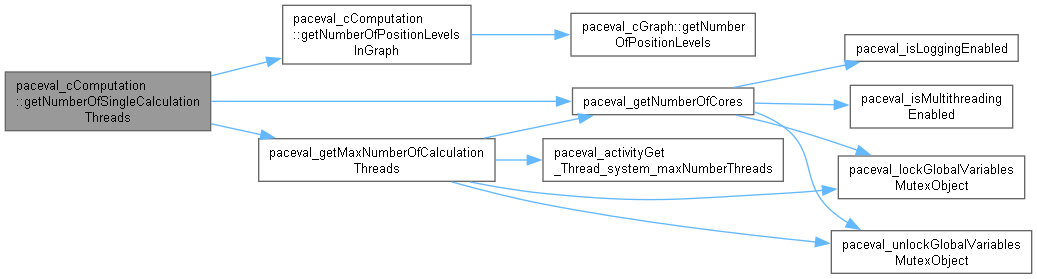 paceval_cComputation
::getNumberOfSingleCalculation
Threads
paceval_cComputation
::getNumberOfPositionLevels
InGraph
paceval_getMaxNumberOfCalculation
Threads
paceval_cGraph::getNumber
OfPositionLevels
paceval_getNumberOfCores
paceval_activityGet
_Thread_system_maxNumberThreads
paceval_isLoggingEnabled
paceval_isMultithreading
Enabled
paceval_lockGlobalVariables
MutexObject
paceval_unlockGlobalVariables
MutexObject